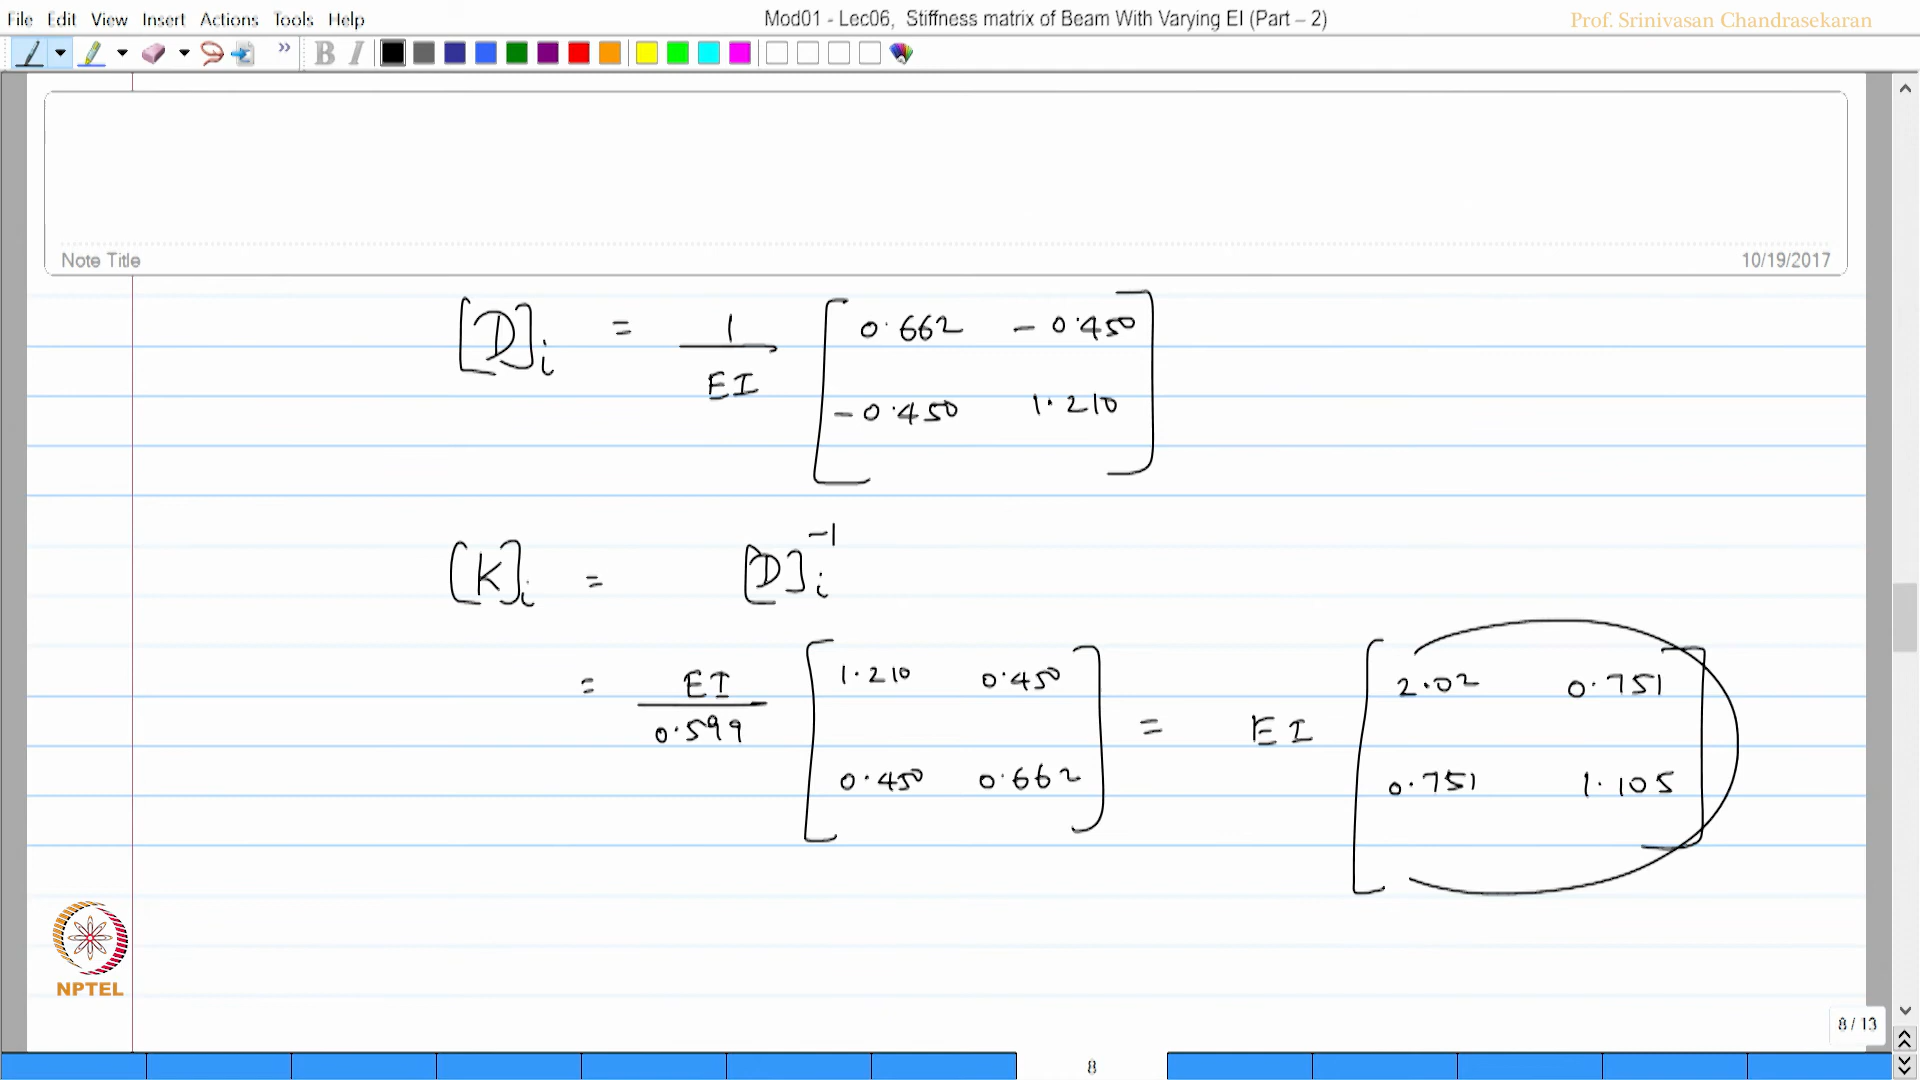 File Edit View Insert Actions Tools Help
Mod01 - Lec06, Stiffness matrix of Beam With Varying EI (Part – 2)
Prof. Srinivasan Chandrasekaran
» B I
Note Title
10/19/2017
[D]i = 1/EI [0.662 -0.450
-0.450 1.210]
[K]i = [D]i^-1
= EI/0.599 [1.210 0.450
0.450 0.662] = EI [2.02 0.751
0.751 1.105]
NPTEL
8 / 13
8